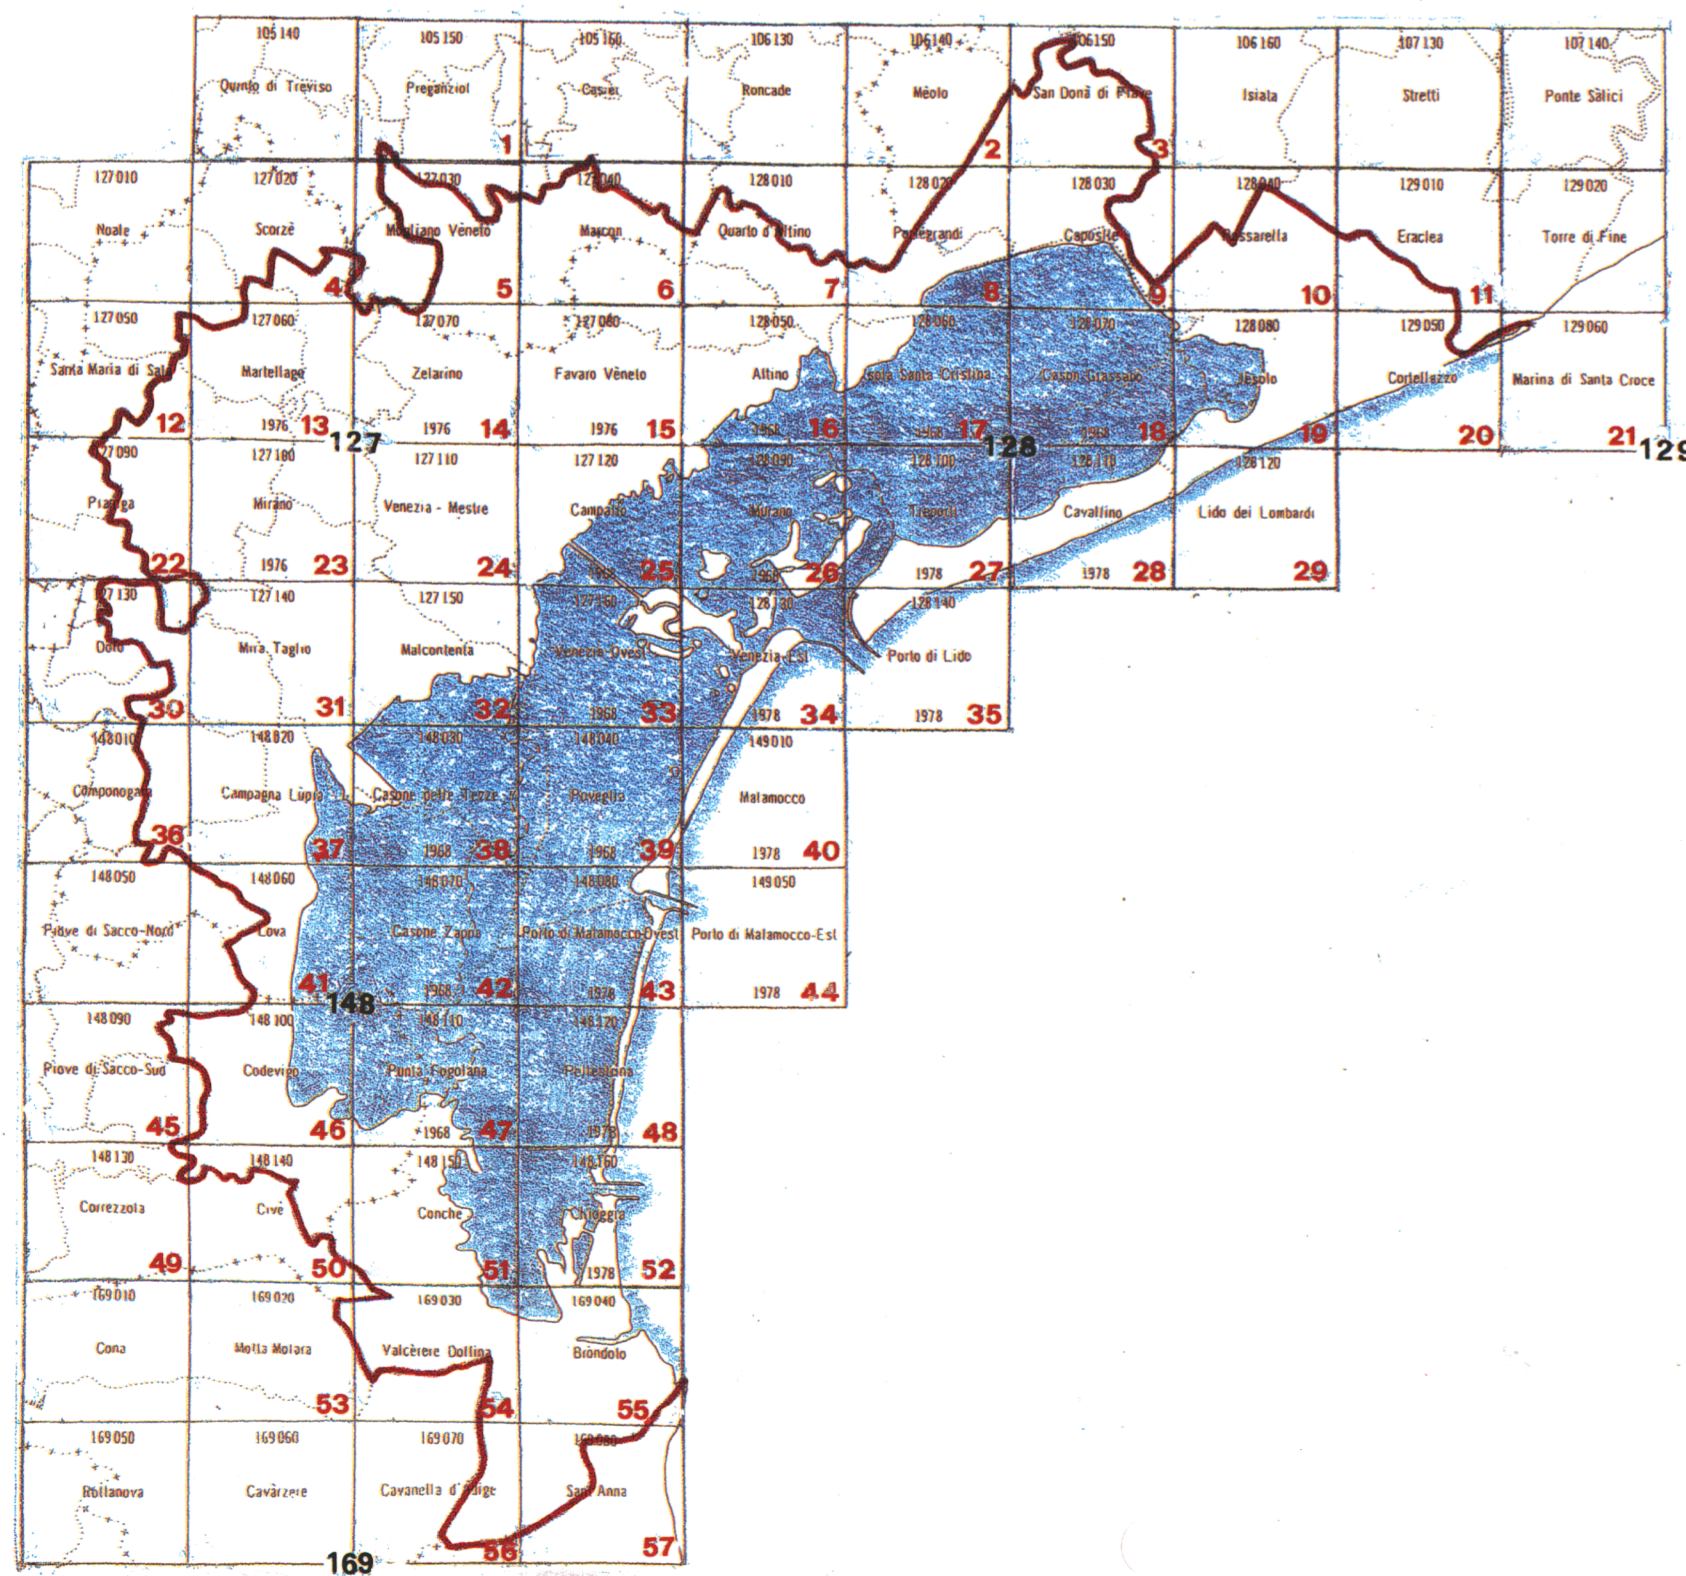 105 140 105 150 105 160 106 130 106 140 106 150 106 160 107 130 107 140
Quinto di Treviso Preganziol Casier Roncade Mèolo San Donà di Piave Isiata Stretti Ponte Sàlici
1 2 3
127 010 127 020 127 030 127 040 128 010 128 020 128 030 128 040 129 010 129 020
Noale Scorzè Mogliano Vèneto Marcon Quarto d'Altino Portegrandi Caposile Passarella Eraclea Torre di Fine
4 5 6 7 8 9 10 11
127 050 127 060 127 070 127 080 128 050 128 060 128 070 128 080 129 050 129 060
Santa Maria di Sala Martellago Zelarino Favaro Vèneto Altino Isola Santa Cristina Cason Grassabò Jèsolo Cortellazzo Marina di Santa Croce
1976 1976 1976 1968 1968 1968
12 13 127 14 15 16 17 128 18 19 20 21 129
127 090 127 100 127 110 127 120 128 090 128 100 128 110 128 120
Pianiga Mirano Venezia - Mestre Campalto Murano Treporti Cavallino Lido dei Lombardi
1976 1968 1968 1978 1978
22 23 24 25 26 27 28 29
127 130 127 140 127 150 127 160 128 130 128 140
Dolo Mira Taglio Malcontenta Venezia-Ovest Venezia-Est Porto di Lido
1968 1978 1978
30 31 32 33 34 35
148 010 148 020 148 030 148 040 149 010
Componogara Campagna Lùpia Casone delle Tezze Poveglia Malamocco
1968 1968 1978
36 37 38 39 40
148 050 148 060 148 070 148 080 149 050
Piove di Sacco-Nord Lova Casone Zappa Porto di Malamocco-Ovest Porto di Malamocco-Est
1968 1978 1978
41 148 42 43 44
148 090 148 100 148 110 148 120
Piove di Sacco-Sud Codevigo Punta Fogolana Pellestrina
1968 1978
45 46 47 48
148 130 148 140 148 150 148 160
Correzzola Civè Conche Chioggia
1978
49 50 51 52
169 010 169 020 169 030 169 040
Cona Motta Molara Valcèrere Dolfina Bròndolo
53 54 55
169 050 169 060 169 070 169 080
Rottanova Cavàrzere Cavanella d'Adige Sant'Anna
169 56 57